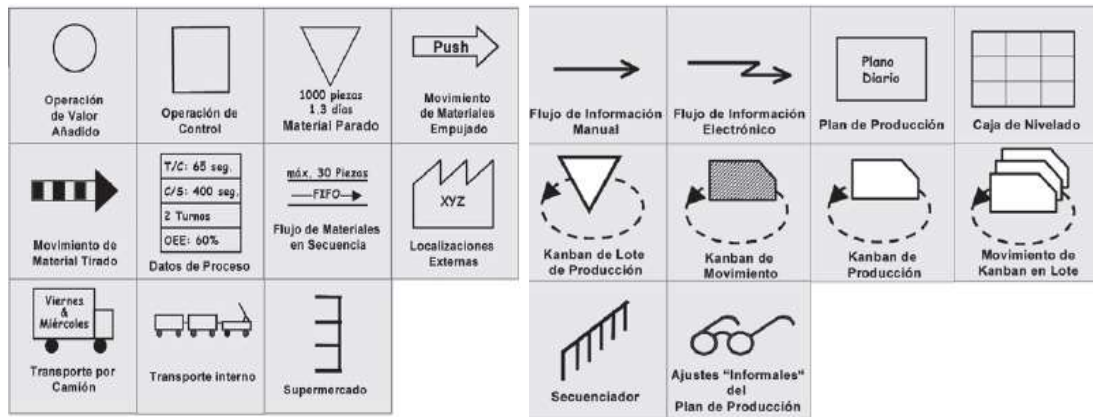 Operación
de Valor
Añadido
Operación de
Control
1000 piezas
1,3 días
Material Parado
Push
Movimiento
de Materiales
Empujado
Movimiento de
Material Tirado
T/C: 65 seg.
C/S: 400 seg.
2 Turnos
OEE: 60%
Datos de Proceso
máx. 30 Piezas
FIFO
Flujo de Materiales
en Secuencia
XYZ
Localizaciones
Externas
Viernes
&
Miércoles
Transporte por
Camión
Transporte interno
Supermercado
Flujo de Información
Manual
Flujo de Información
Electrónico
Plano
Diario
Plan de Producción
Caja de Nivelado
Kanban de Lote
de Producción
Kanban de
Movimiento
Kanban de
Producción
Movimiento de
Kanban en Lote
Secuenciador
Ajustes "Informales"
del
Plan de Producción